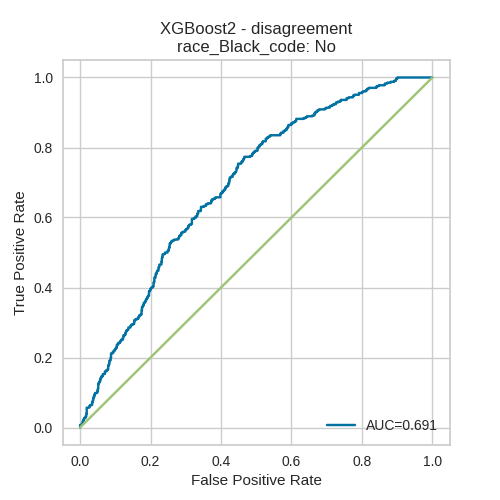 XGBoost2 - disagreement
race_Black_code: No
True Positive Rate
1.0
0.8
0.6
0.4
0.2
0.0
AUC=0.691
0.0 0.2 0.4 0.6 0.8 1.0
False Positive Rate